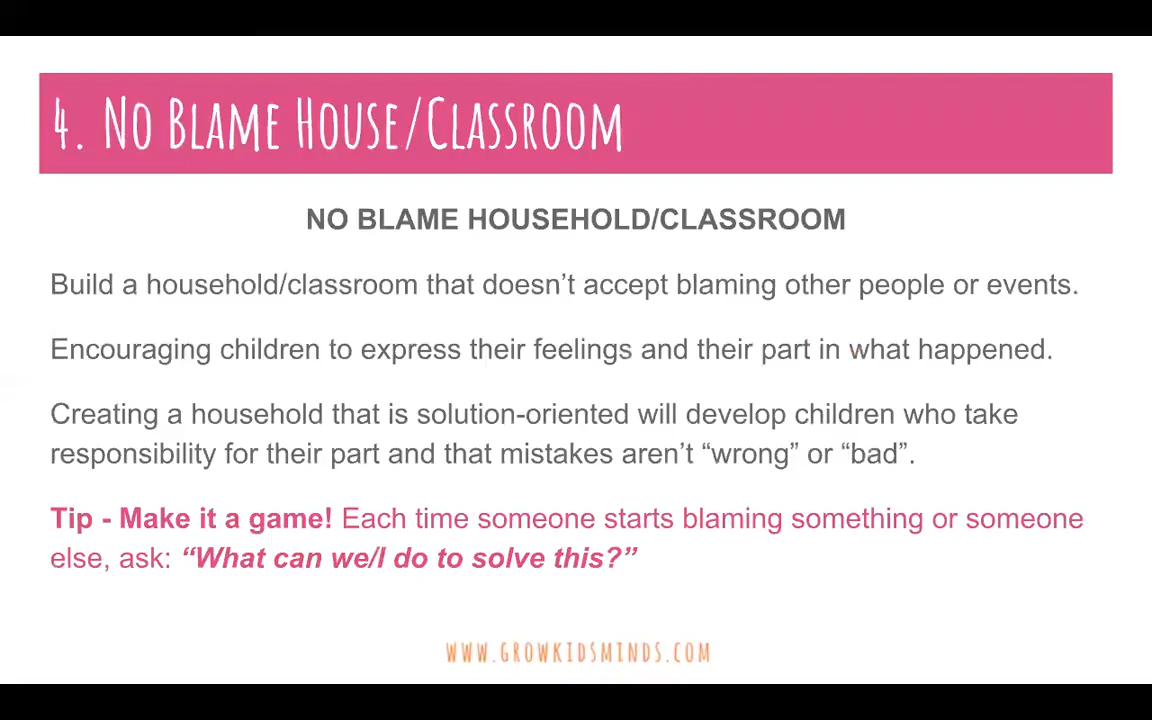 4. No Blame House/Classroom
NO BLAME HOUSEHOLD/CLASSROOM
Build a household/classroom that doesn’t accept blaming other people or events.
Encouraging children to express their feelings and their part in what happened.
Creating a household that is solution-oriented will develop children who take
responsibility for their part and that mistakes aren’t “wrong” or “bad”.
Tip - Make it a game! Each time someone starts blaming something or someone
else, ask: “What can we/I do to solve this?”
WWW.GROWKIDSMINDS.COM